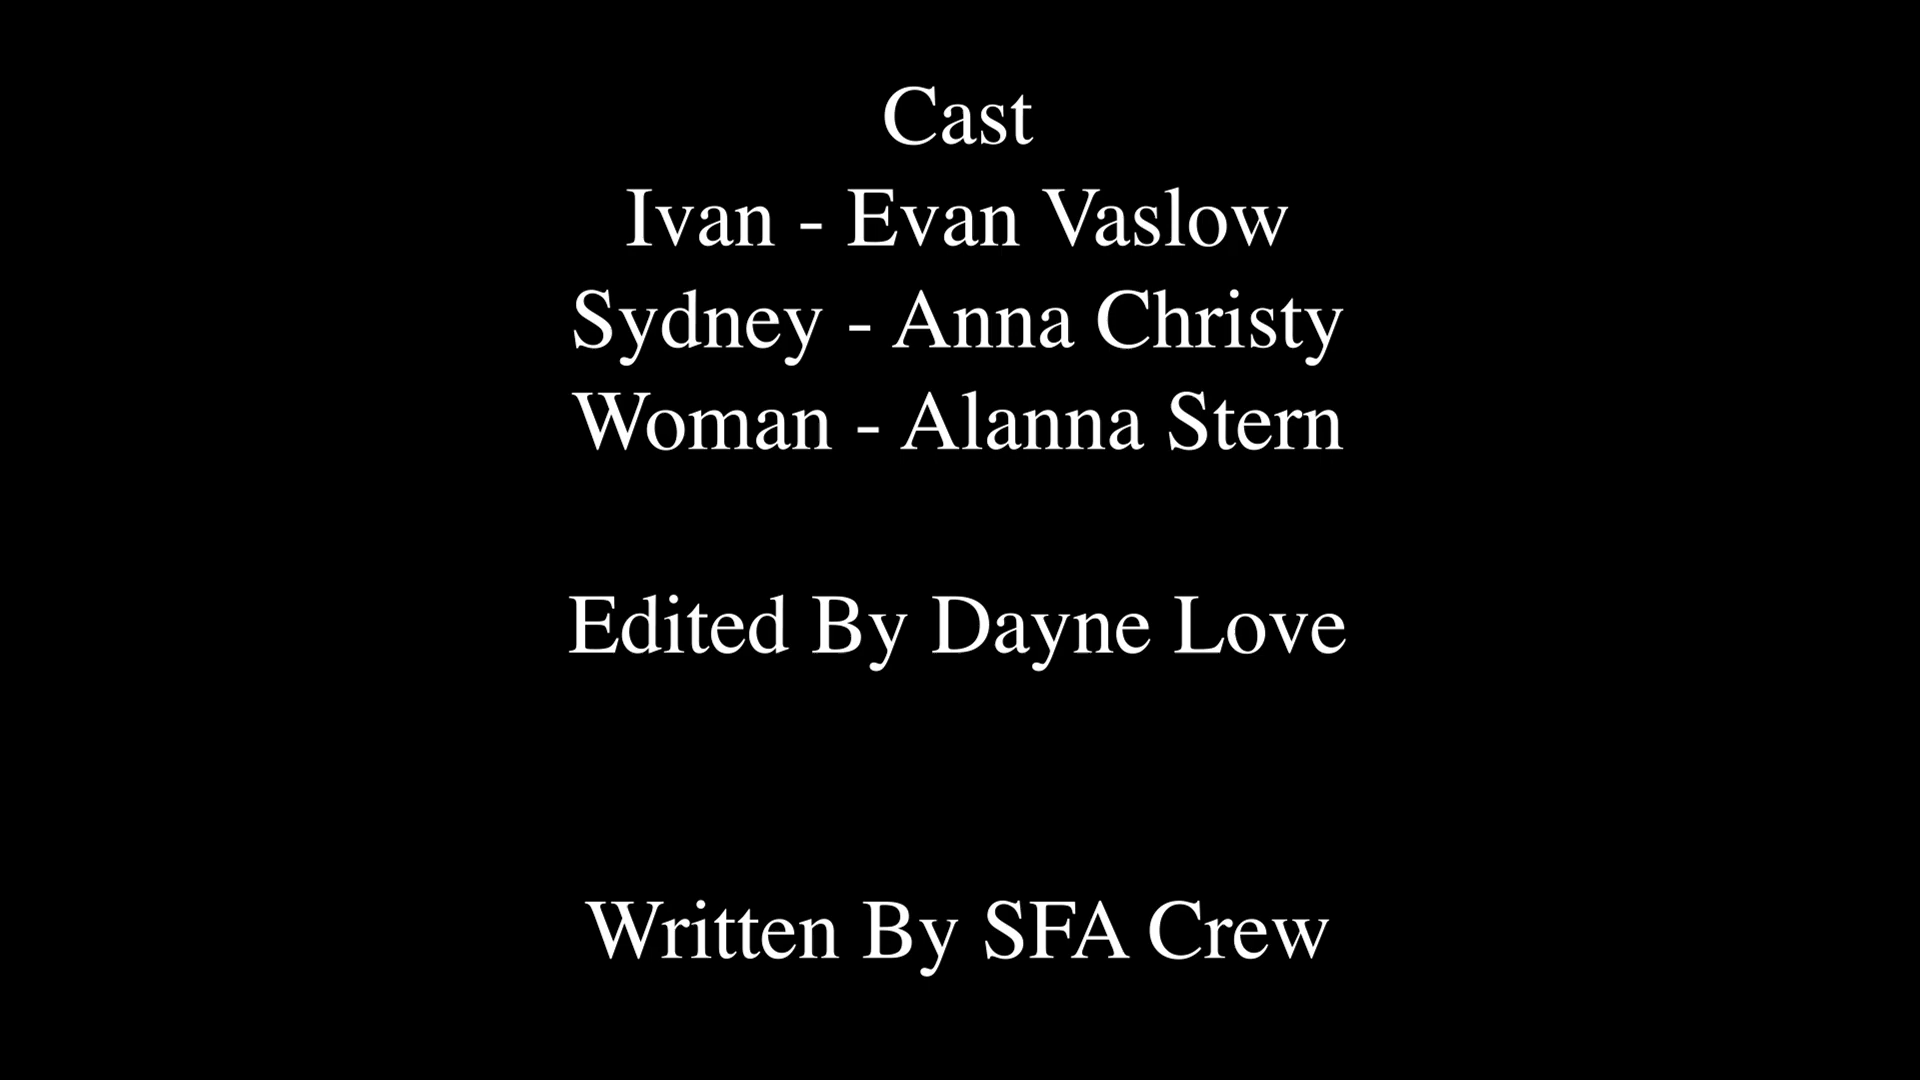 Cast
Ivan - Evan Vaslow
Sydney - Anna Christy
Woman - Alanna Stern
Edited By Dayne Love
Written By SFA Crew